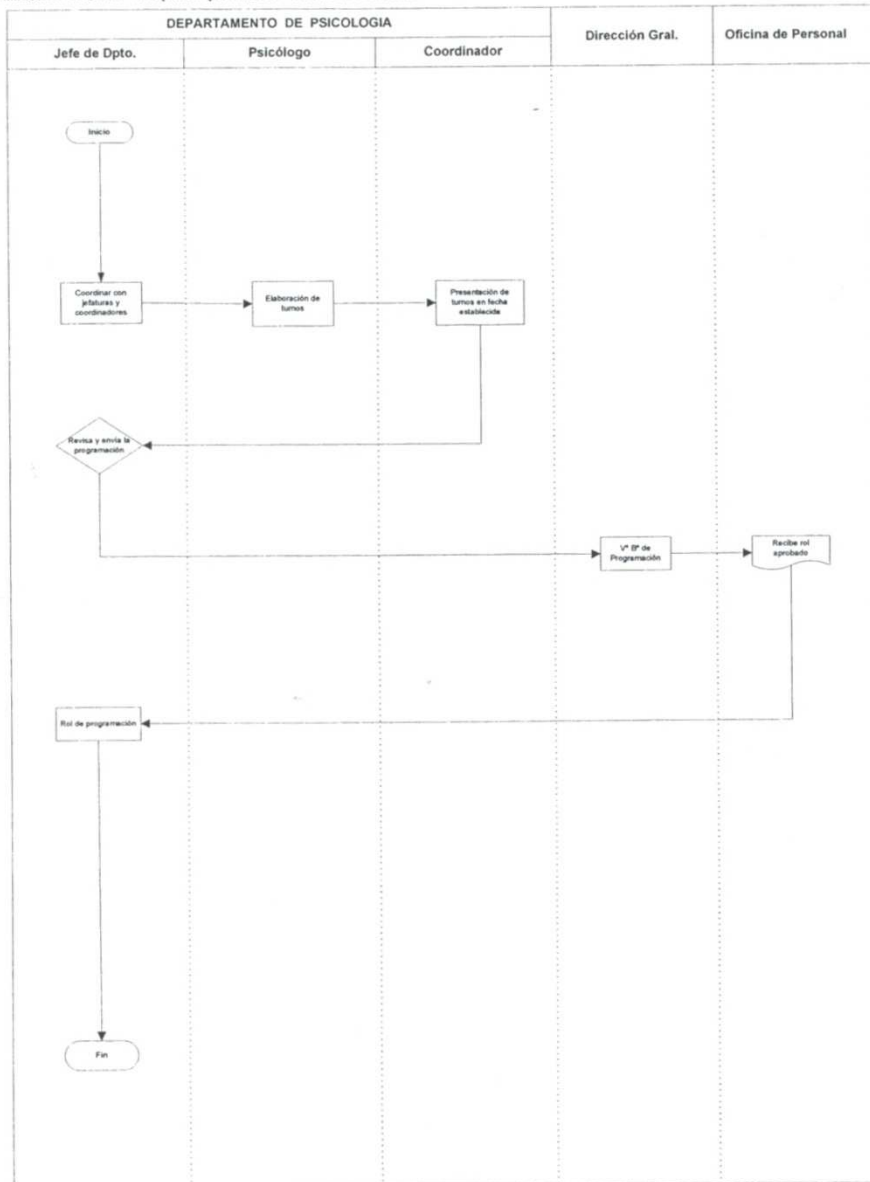 DEPARTAMENTO DE PSICOLOGIA
Dirección Gral.
Oficina de Personal
Jefe de Dpto.
Psicólogo
Coordinador
Inicio
Coordinar con
jefaturas y
coordinadores
Elaboración de
turnos
Presentación de
turnos en fecha
establecida
Revisa y envía la
programación
Vº Bº de
Programación
Recibe rol
aprobado
Rol de programación
Fin